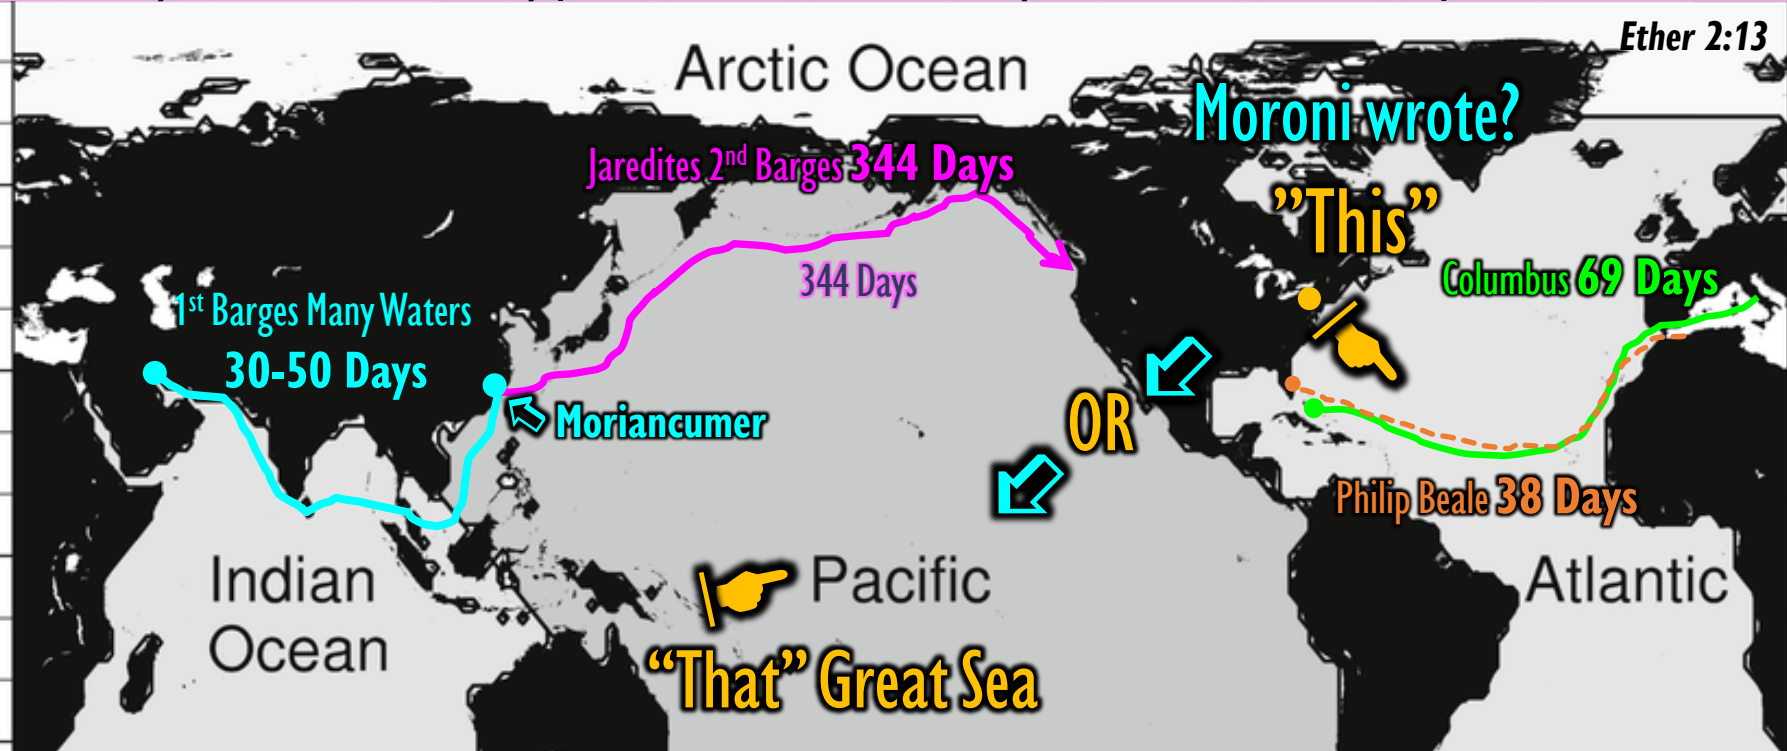 Ether 2:13
Arctic Ocean
Moroni wrote?
Jaredites 2nd Barges 344 Days
”This”
344 Days
Columbus 69 Days
1st Barges Many Waters
30-50 Days
Moriancumer
OR
Philip Beale 38 Days
Indian
Ocean
Pacific
Atlantic
“That” Great Sea